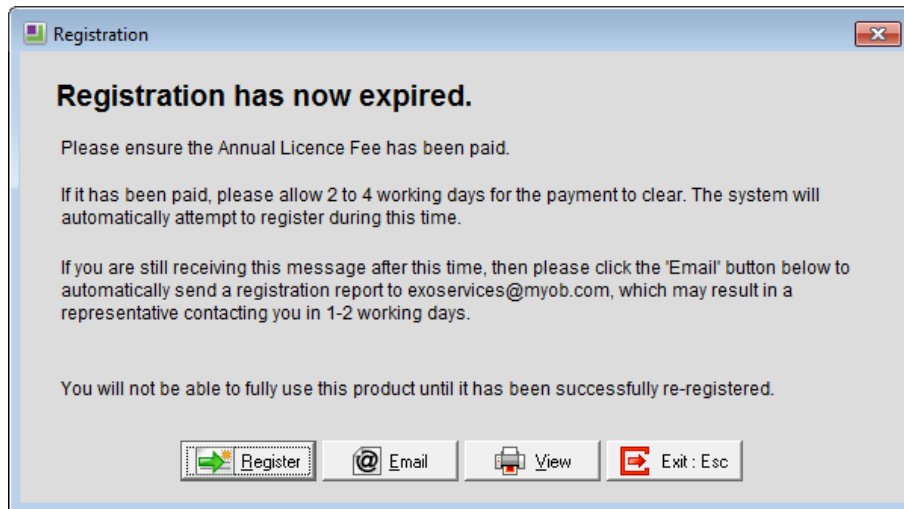 Registration
Registration has now expired.
Please ensure the Annual Licence Fee has been paid.
If it has been paid, please allow 2 to 4 working days for the payment to clear. The system will
automatically attempt to register during this time.
If you are still receiving this message after this time, then please click the 'Email' button below to
automatically send a registration report to exoservices@myob.com, which may result in a
representative contacting you in 1-2 working days.
You will not be able to fully use this product until it has been successfully re-registered.
Register
Email
View
Exit : Esc